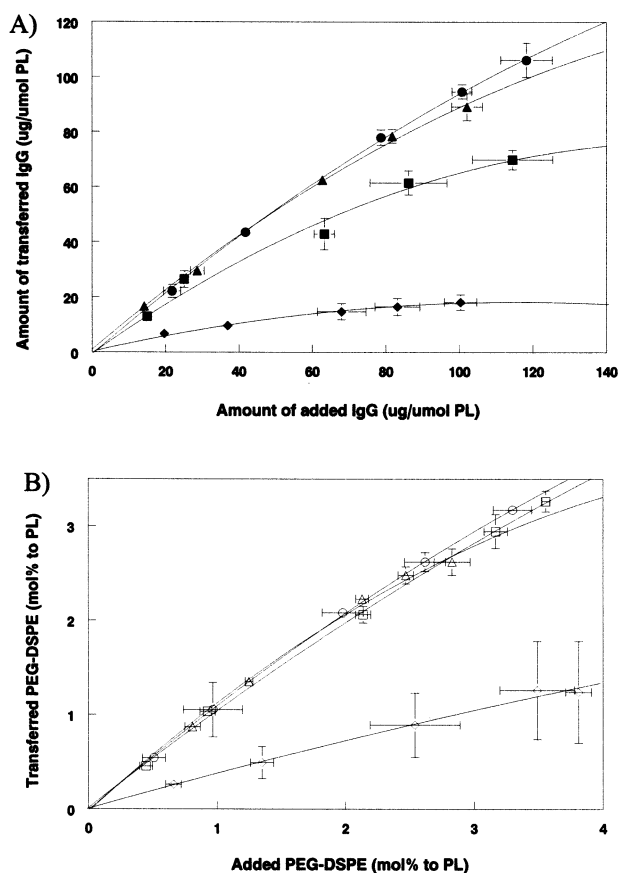 A)
120
100
80
60
40
20
0
Amount of transferred IgG (ug/umol PL)
0 20 40 60 80 100 120 140
Amount of added IgG (ug/umol PL)
B)
3
2
1
0
Transferred PEG-DSPE (mol% to PL)
0 1 2 3 4
Added PEG-DSPE (mol% to PL)